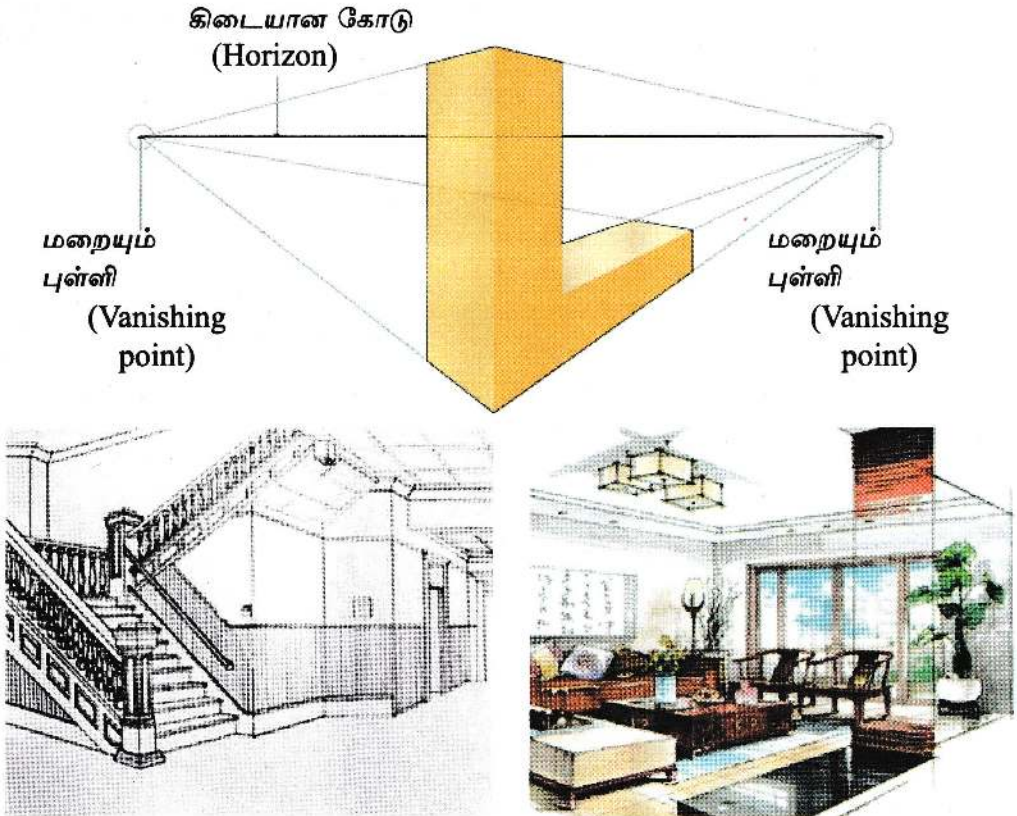 கிடையான கோடு
(Horizon)
மறையும்
புள்ளி
(Vanishing
point)
மறையும்
புள்ளி
(Vanishing
point)